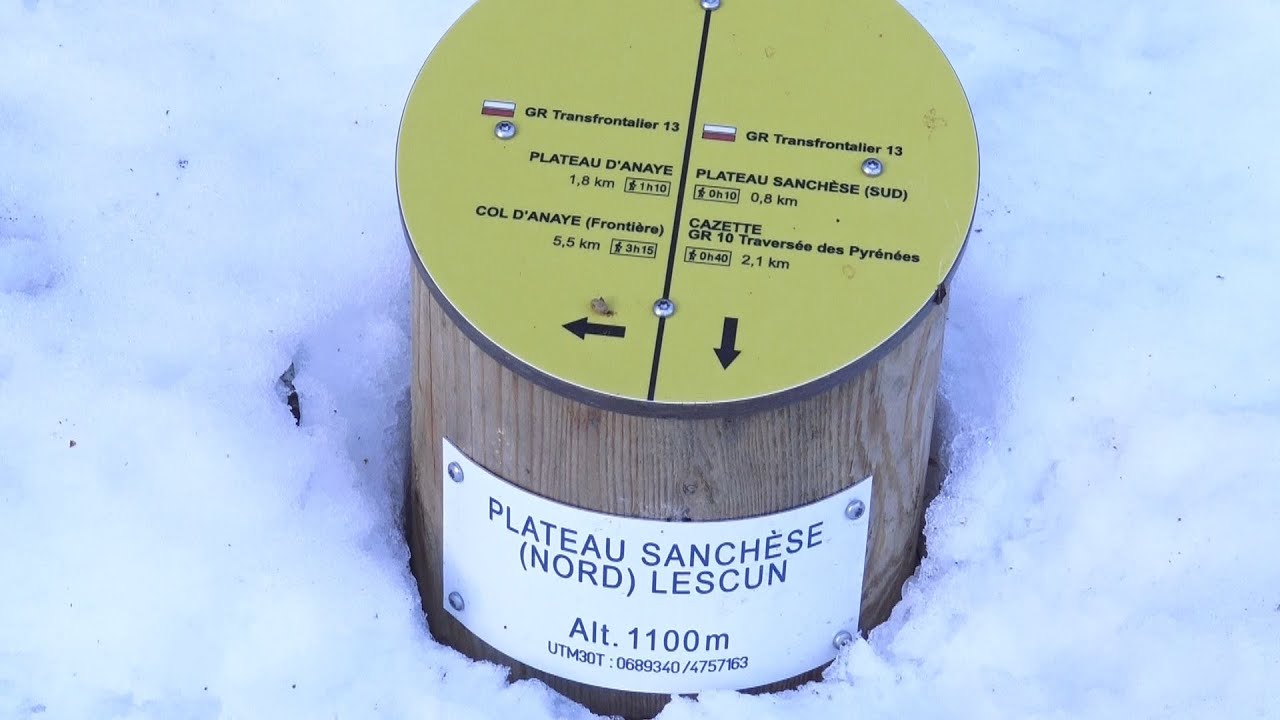 GR Transfrontalier 13
PLATEAU D'ANAYE
1,8 km 1h10
COL D'ANAYE (Frontière)
5,5 km 3h15
GR Transfrontalier 13
PLATEAU SANCHÈSE (SUD)
0h10 0,8 km
CAZETTE
GR 10 Traversée des Pyrénées
0h40 2,1 km
PLATEAU SANCHÈSE
(NORD) LESCUN
Alt. 1100 m
UTM30T : 0689340/4757163